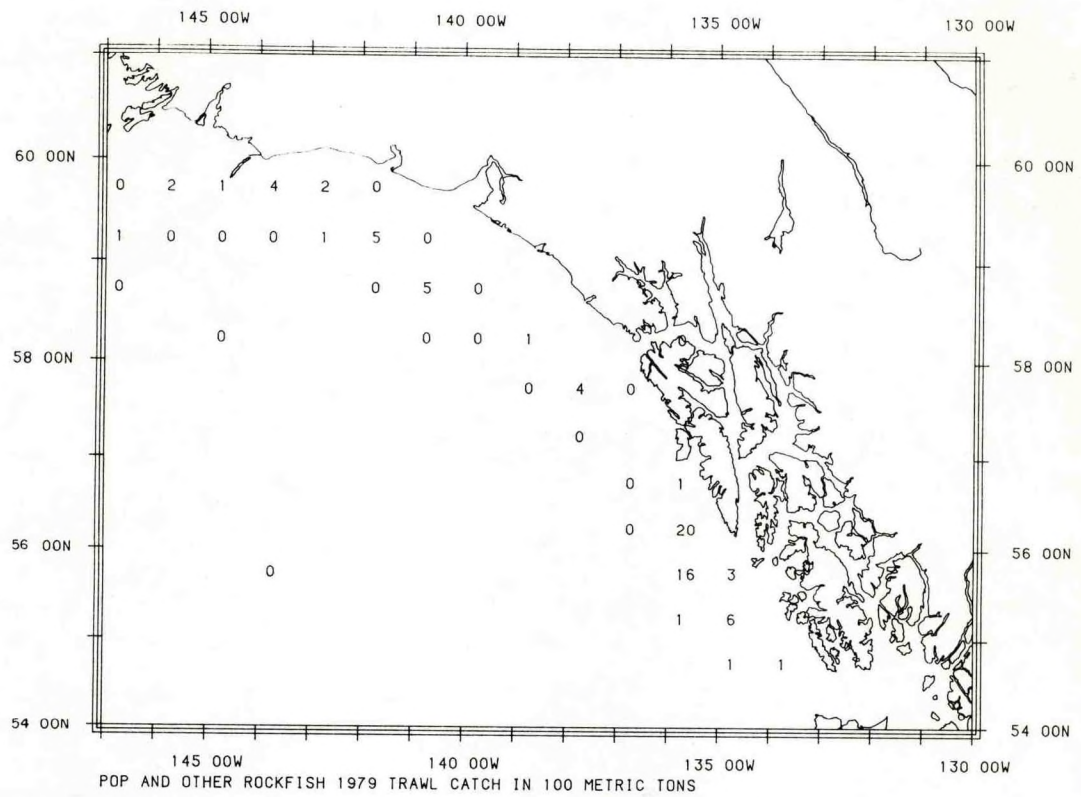 145 00W 140 00W 135 00W 130 00W
60 00N 60 00N
0 2 1 4 2 0
1 0 0 0 1 5 0
0 0 5 0
0 0 0 1
58 00N 58 00N
0 4 0
0
0 1
0 20
56 00N 56 00N
0 16 3
1 6
1 1
54 00N 54 00N
145 00W 140 00W 135 00W 130 00W
POP AND OTHER ROCKFISH 1979 TRAWL CATCH IN 100 METRIC TONS